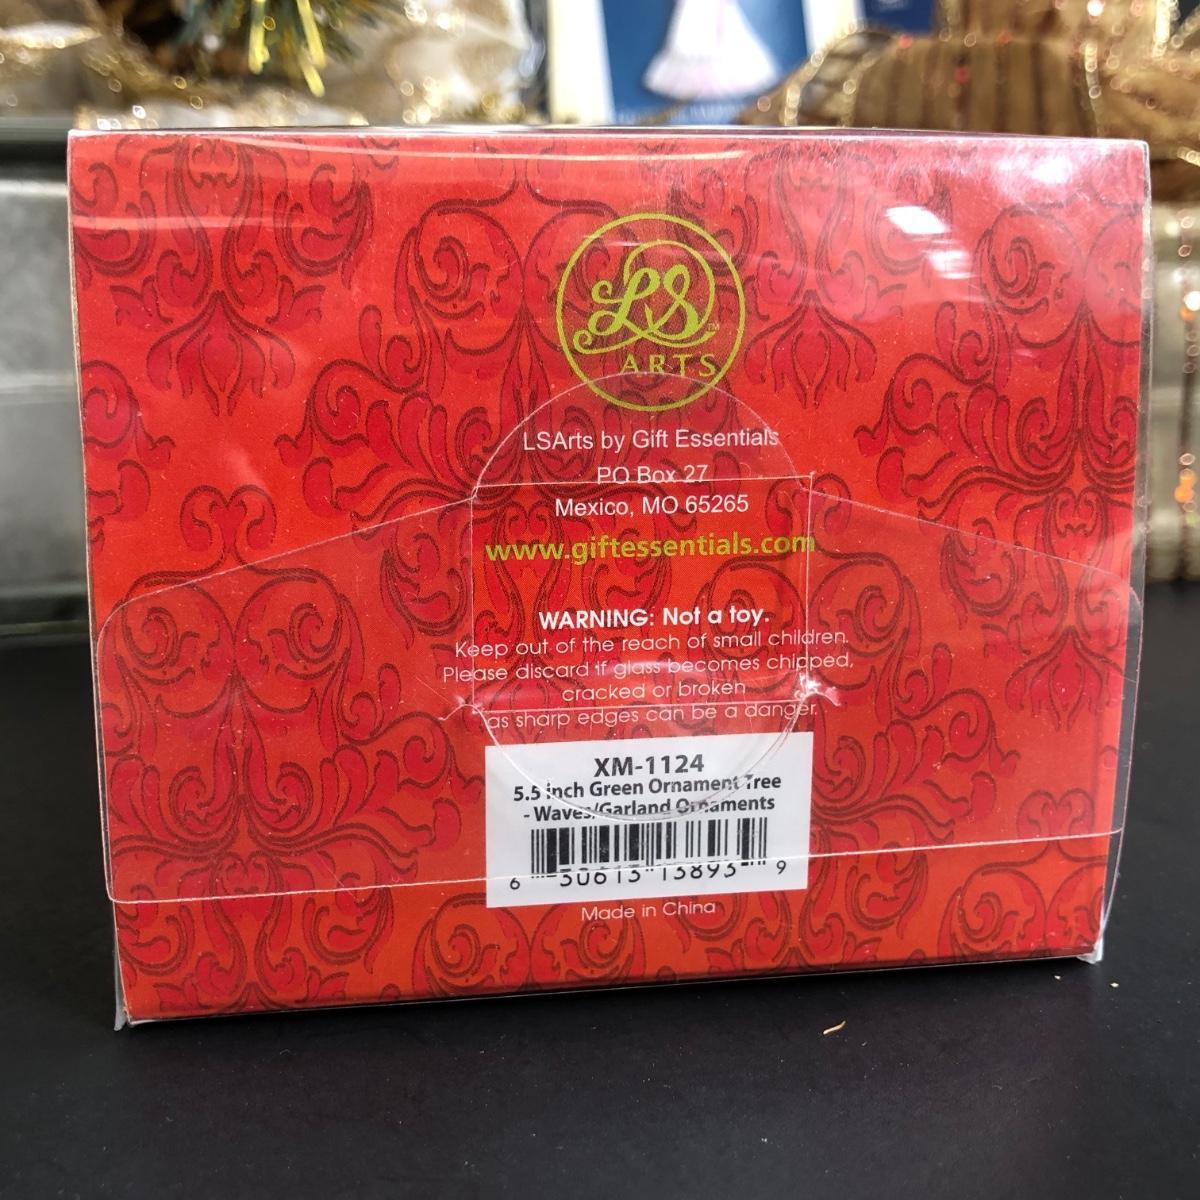 LS™
ARTS
LSArts by Gift Essentials
PO Box 27
Mexico, MO 65265
www.giftessentials.com
WARNING: Not a toy.
Keep out of the reach of small children.
Please discard if glass becomes chipped,
cracked or broken
as sharp edges can be a danger.
XM-1124
5.5 inch Green Ornament Tree
- Waves/Garland Ornaments
6 50613 13893 9
Made in China